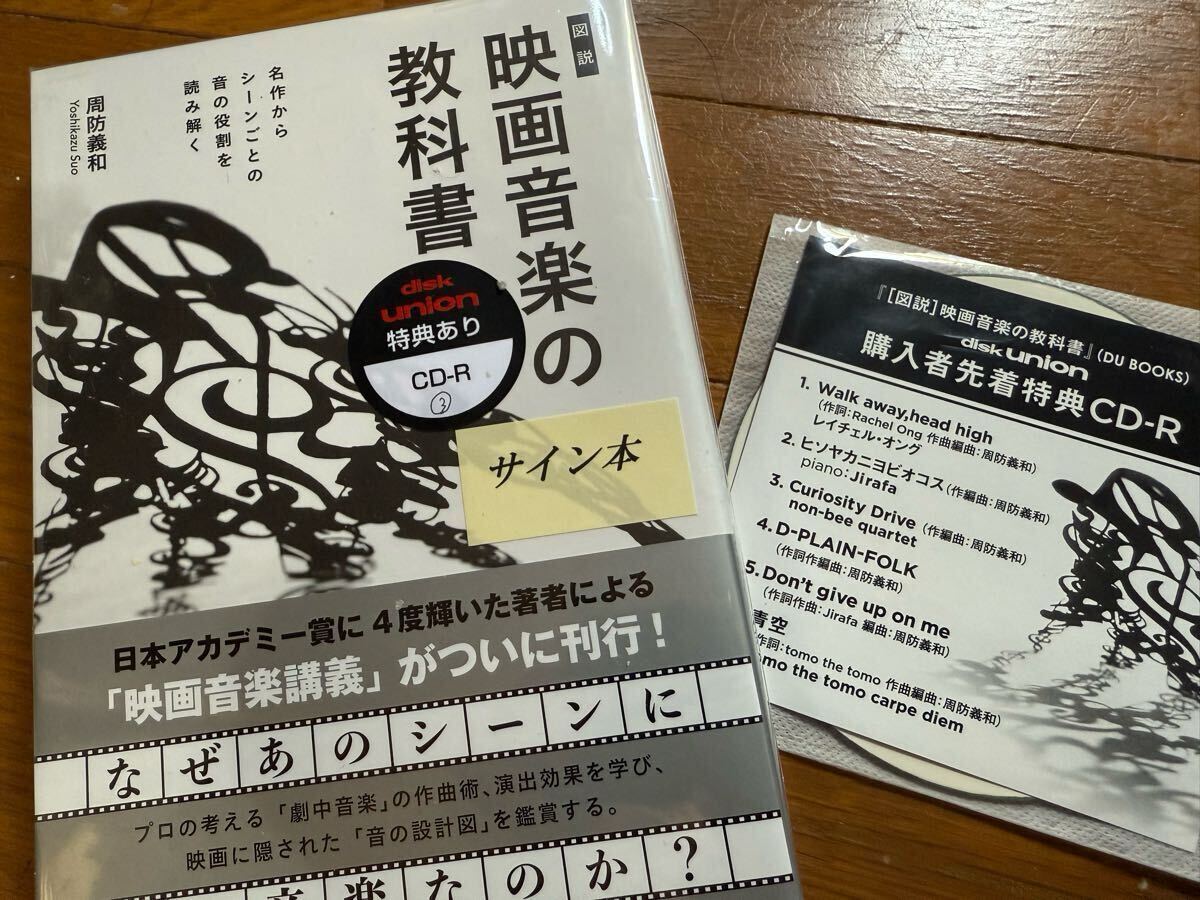 図説
映画音楽の
教科書
名作から
シーンごとの
音の役割を
読み解く
周防義和
Yoshikazu Suo
disk
union
特典あり
CD-R
③
サイン本
日本アカデミー賞に4度輝いた著者による
「映画音楽講義」がついに刊行!
なぜあのシーンに
プロの考える「劇中音楽」の作曲術、演出効果を学び、
映画に隠された「音の設計図」を鑑賞する。
音楽なのか?
『[図説]映画音楽の教科書』(DU BOOKS)
disk union
購入者先着特典CD-R
1. Walk away,head high
(作詞:Rachel Ong 作曲編曲:周防義和)
レイチェル・オング
2. ヒソヤカニヨビオコス(作編曲:周防義和)
piano:Jirafa
3. Curiosity Drive (作編曲:周防義和)
non-bee quartet
4. D-PLAIN-FOLK
(作詞作曲編曲:周防義和)
5. Don't give up on me
(作詞作曲:Jirafa 編曲:周防義和)
青空
作詞:tomo the tomo 作曲編曲:周防義和)
omo the tomo carpe diem